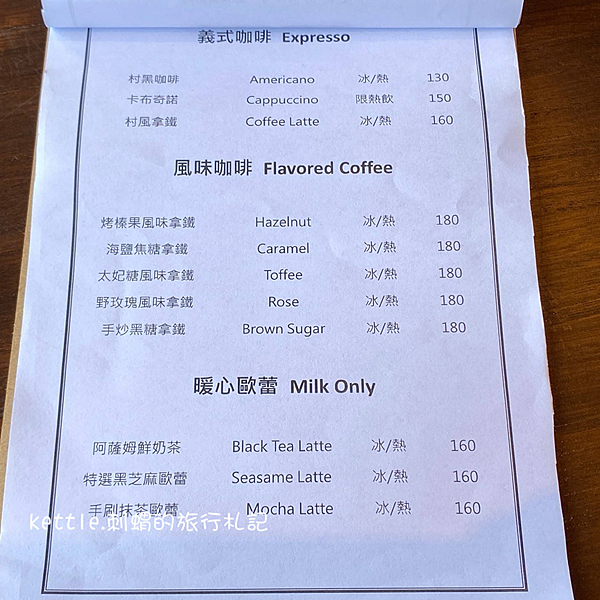 義式咖啡 Expresso
村黑咖啡 Americano 冰/熱 130
卡布奇諾 Cappuccino 限熱飲 150
村風拿鐵 Coffee Latte 冰/熱 160
風味咖啡 Flavored Coffee
烤榛果風味拿鐵 Hazelnut 冰/熱 180
海鹽焦糖拿鐵 Caramel 冰/熱 180
太妃糖風味拿鐵 Toffee 冰/熱 180
野玫瑰風味拿鐵 Rose 冰/熱 180
手炒黑糖拿鐵 Brown Sugar 冰/熱 180
暖心歐蕾 Milk Only
阿薩姆鮮奶茶 Black Tea Latte 冰/熱 160
特選黑芝麻歐蕾 Seasame Latte 冰/熱 160
手刷抹茶歐蕾 Mocha Latte 冰/熱 160
kettle.刺蝟的旅行札記